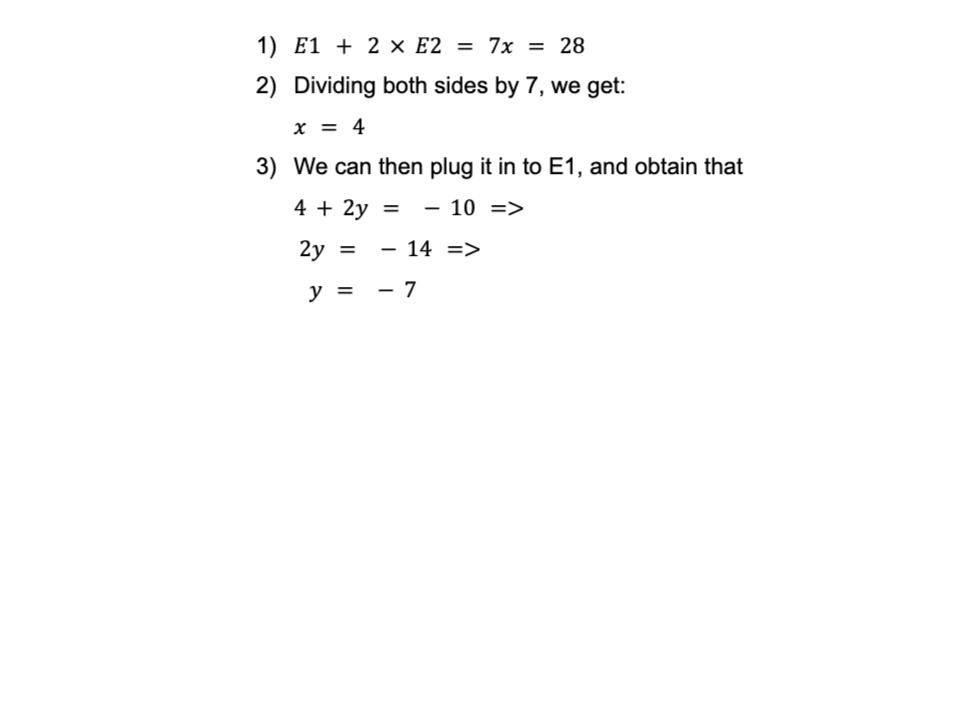 1) E1 + 2 × E2 = 7x = 28
2) Dividing both sides by 7, we get:
x = 4
3) We can then plug it in to E1, and obtain that
4 + 2y = − 10 =>
2y = − 14 =>
y = − 7